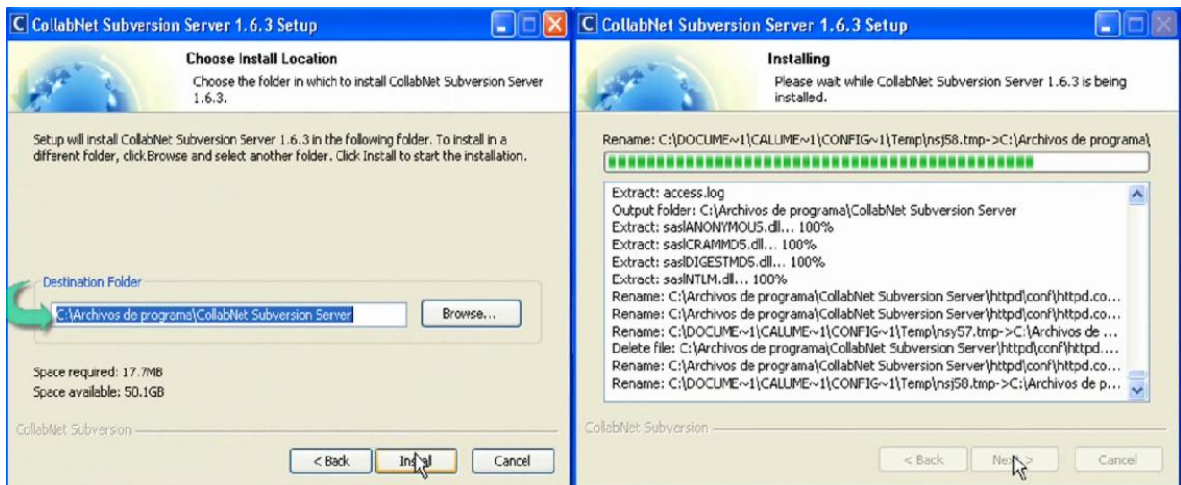 CollabNet Subversion Server 1.6.3 Setup
Choose Install Location
Choose the folder in which to install CollabNet Subversion Server
1.6.3.
Setup will install CollabNet Subversion Server 1.6.3 in the following folder. To install in a
different folder, click Browse and select another folder. Click Install to start the installation.
Destination Folder
C:\Archivos de programa\CollabNet Subversion Server
Browse...
Space required: 17.7MB
Space available: 50.1GB
CollabNet Subversion
< Back Install Cancel
CollabNet Subversion Server 1.6.3 Setup
Installing
Please wait while CollabNet Subversion Server 1.6.3 is being
installed.
Rename: C:\DOCUME~1\CALUME~1\CONFIG~1\Temp\nsj58.tmp->C:\Archivos de programa\
Extract: access.log
Output folder: C:\Archivos de programa\CollabNet Subversion Server
Extract: saslANONYMOUS.dll... 100%
Extract: saslCRAMMD5.dll... 100%
Extract: saslDIGESTMD5.dll... 100%
Extract: saslNTLM.dll... 100%
Rename: C:\Archivos de programa\CollabNet Subversion Server\httpd\conf\httpd.co...
Rename: C:\Archivos de programa\CollabNet Subversion Server\httpd\conf\httpd.co...
Rename: C:\DOCUME~1\CALUME~1\CONFIG~1\Temp\nsy57.tmp->C:\Archivos de ...
Delete file: C:\Archivos de programa\CollabNet Subversion Server\httpd\conf\httpd....
Rename: C:\Archivos de programa\CollabNet Subversion Server\httpd\conf\httpd.co...
Rename: C:\DOCUME~1\CALUME~1\CONFIG~1\Temp\nsj58.tmp->C:\Archivos de p...
CollabNet Subversion
< Back Next > Cancel